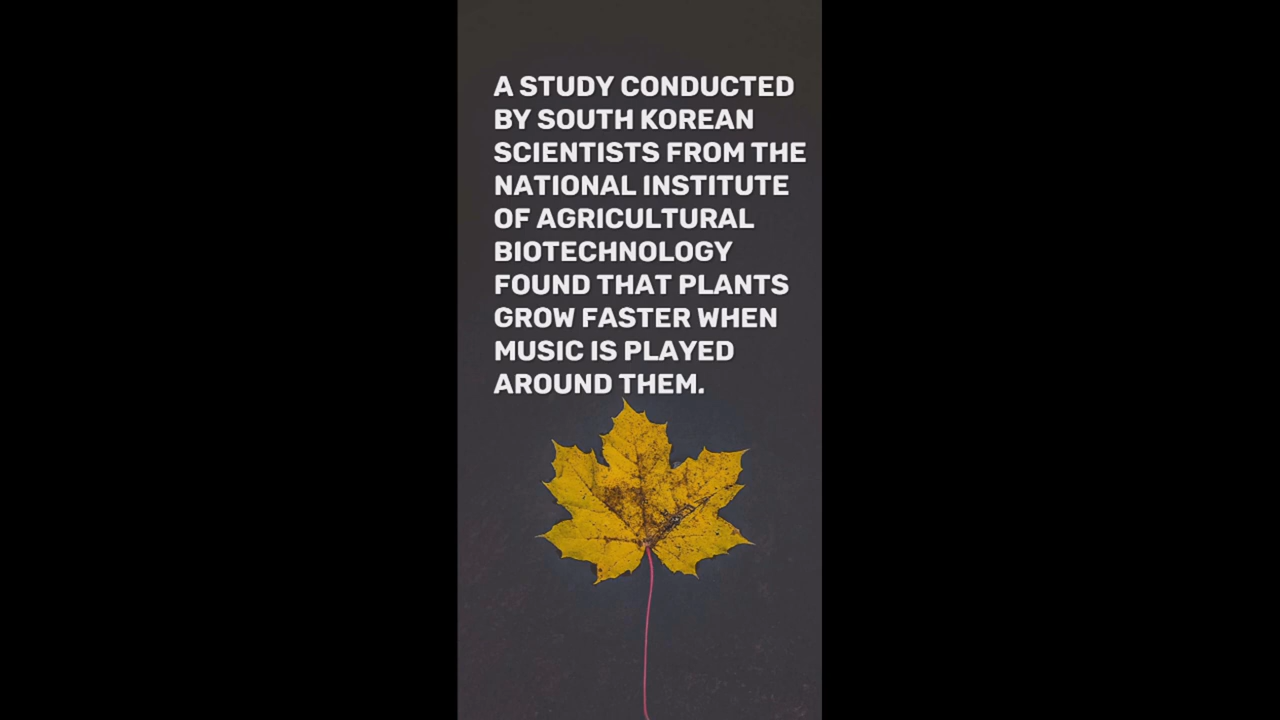 A STUDY CONDUCTED
BY SOUTH KOREAN
SCIENTISTS FROM THE
NATIONAL INSTITUTE
OF AGRICULTURAL
BIOTECHNOLOGY
FOUND THAT PLANTS
GROW FASTER WHEN
MUSIC IS PLAYED
AROUND THEM.